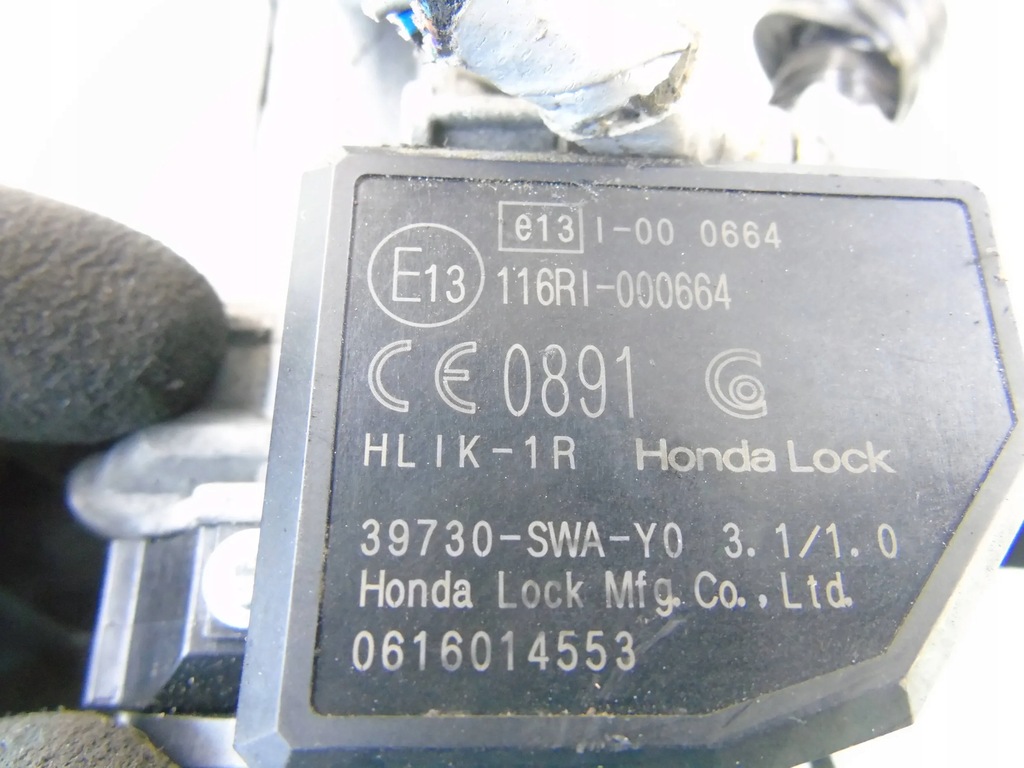 e13 I-00 0664
E13 116RI-000664
CE 0891
HLIK-1R Honda Lock
39730-SWA-Y0 3.1/1.0
Honda Lock Mfg.Co.,Ltd.
0616014553